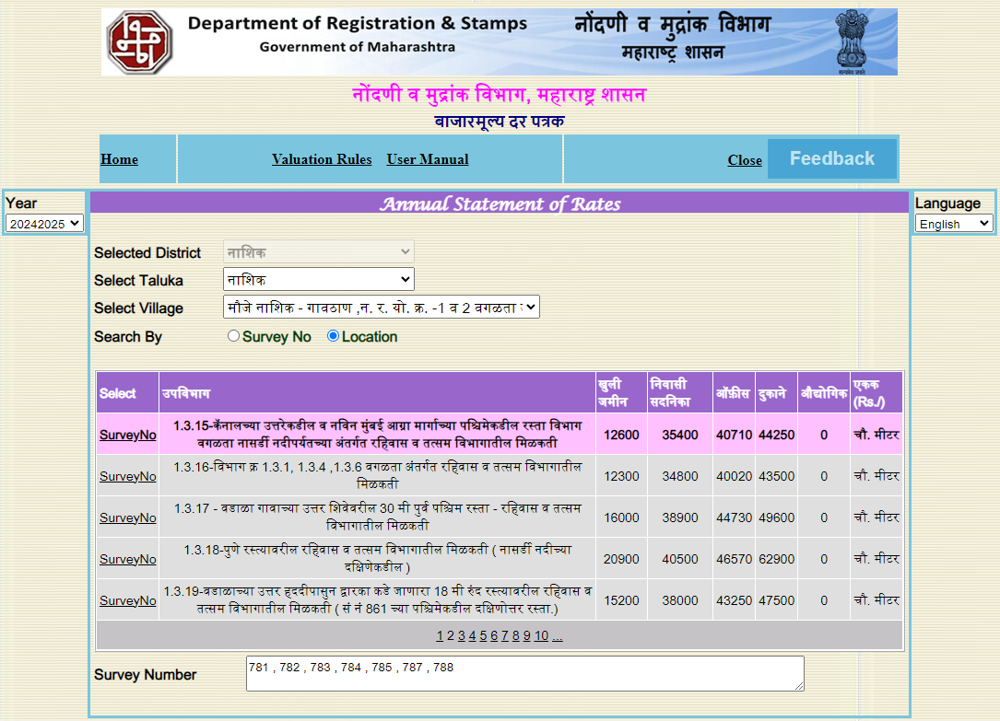 Department of Registration & Stamps
Government of Maharashtra
नोंदणी व मुद्रांक विभाग
महाराष्ट्र शासन
नोंदणी व मुद्रांक विभाग, महाराष्ट्र शासन
बाजारमूल्य दर पत्रक
Home Valuation Rules User Manual Close Feedback
Year
20242025
Annual Statement of Rates
Language
English
Selected District नाशिक
Select Taluka नाशिक
Select Village मौजे नाशिक - गावठाण ,न. र. यो. क्र. -1 व 2 वगळता
Search By Survey No Location
Select उपविभाग खुली जमीन निवासी सदनिका ऑफ़ीस दुकाने औद्योगिक एकक (Rs./)
SurveyNo 1.3.15-कॅनालच्या उत्तरेकडील व नविन मुंबई आग्रा मार्गाच्या पश्चिमेकडील रस्ता विभाग 12600 35400 40710 44250 0 चौ. मीटर
वगळता नासर्डी नदीपर्यतच्या अंतर्गत रहिवास व तत्सम विभागातील मिळकती
SurveyNo 1.3.16-विभाग क्र 1.3.1, 1.3.4 ,1.3.6 वगळता अंतर्गत रहिवास व तत्सम विभागातील 12300 34800 40020 43500 0 चौ. मीटर
मिळकती
SurveyNo 1.3.17 - वडाळा गावाच्या उत्तर शिवेवरील 30 मी पुर्व पश्चिम रस्ता - रहिवास व तत्सम 16000 38900 44730 49600 0 चौ. मीटर
विभागातील मिळकती
SurveyNo 1.3.18-पुणे रस्त्यावरील रहिवास व तत्सम विभागातील मिळकती ( नासर्डी नदीच्या 20900 40500 46570 62900 0 चौ. मीटर
दक्षिणेकडील )
SurveyNo 1.3.19-वडाळाच्या उत्तर हददीपासुन द्वारका कडे जाणारा 18 मी रुंद रस्त्यावरील रहिवास व 15200 38000 43250 47500 0 चौ. मीटर
तत्सम विभागातील मिळकती ( सं नं 861 च्या पश्चिमेकडील दक्षिणोत्तर रस्ता.)
1 2 3 4 5 6 7 8 9 10 ...
Survey Number 781 , 782 , 783 , 784 , 785 , 787 , 788